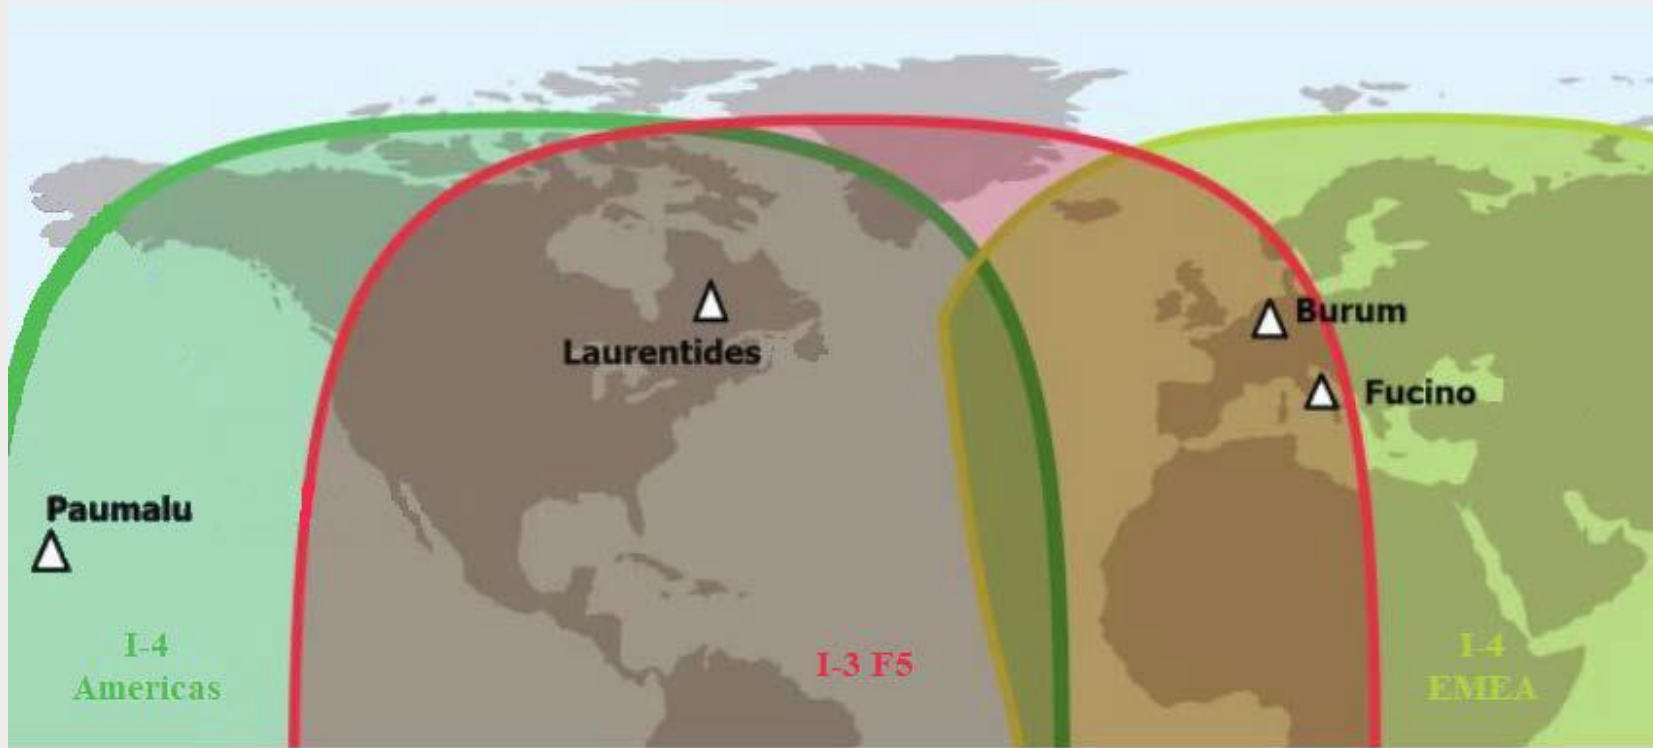 Burum
Laurentides
Fucino
Paumalu
I-4
Americas
I-3 F5
I-4
EMEA